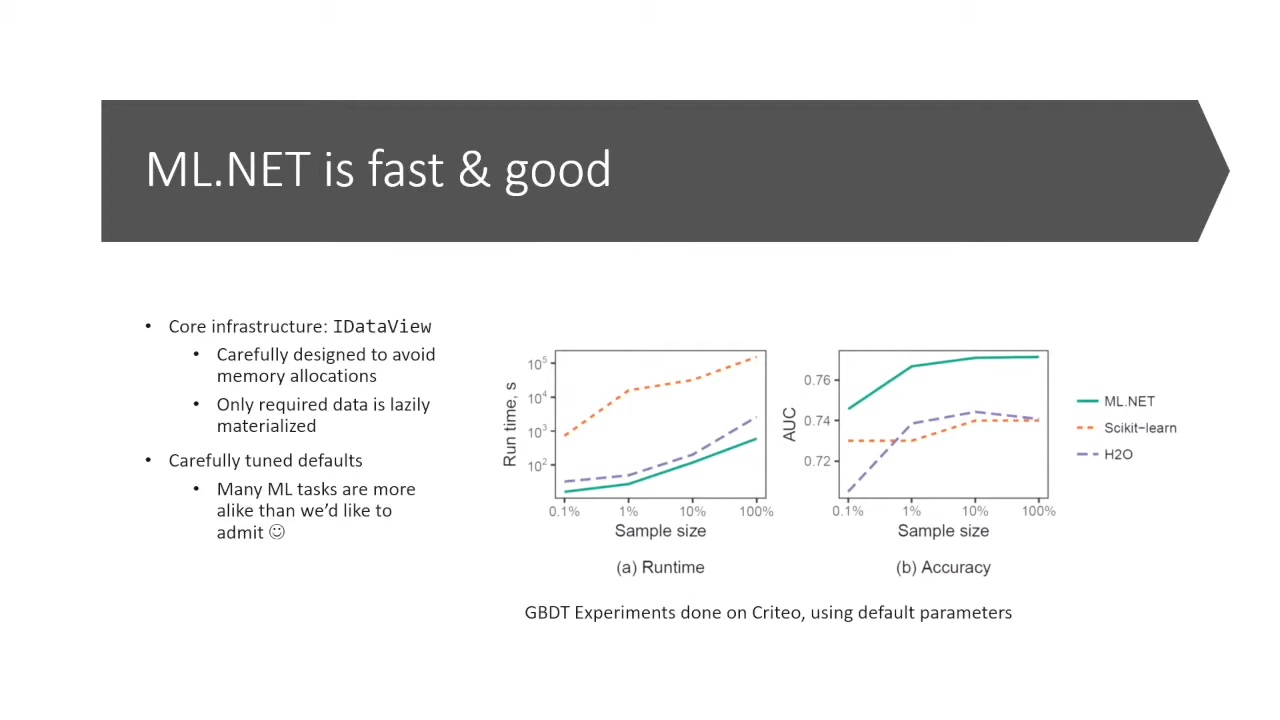 ML.NET is fast & good
• Core infrastructure: IDataView
• Carefully designed to avoid
memory allocations
• Only required data is lazily
materialized
• Carefully tuned defaults
• Many ML tasks are more
alike than we’d like to
admit ☺
Run time, s
10⁵
10⁴
10³
10²
0.1% 1% 10% 100%
Sample size
(a) Runtime
AUC
0.76
0.74
0.72
0.1% 1% 10% 100%
Sample size
(b) Accuracy
ML.NET
Scikit−learn
H2O
GBDT Experiments done on Criteo, using default parameters